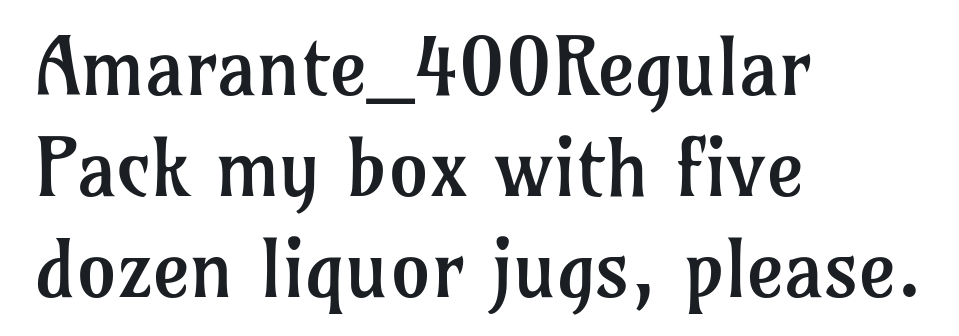 Amarante_400Regular
Pack my box with five
dozen liquor jugs, please.